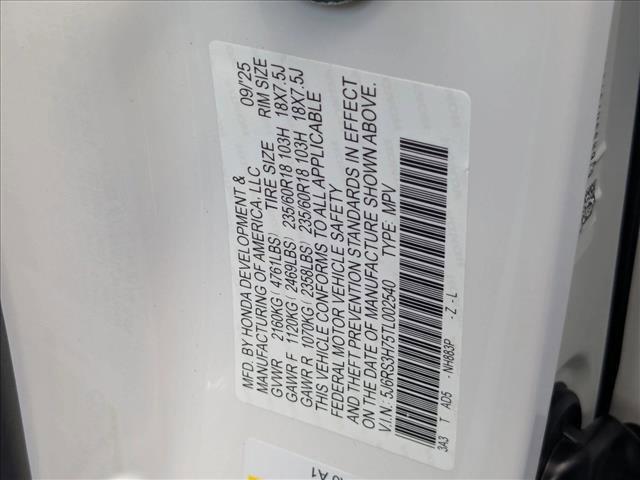 MFD. BY HONDA DEVELOPMENT & 09/'25
MANUFACTURING OF AMERICA, LLC
GVWR 2160KG ( 4761LBS) TIRE SIZE RIM SIZE
GAWR F 1120KG ( 2469LBS) 235/60R18 103H 18X7.5J
GAWR R 1070KG ( 2358LBS) 235/60R18 103H 18X7.5J
THIS VEHICLE CONFORMS TO ALL APPLICABLE
FEDERAL MOTOR VEHICLE SAFETY
AND THEFT PREVENTION STANDARDS IN EFFECT
ON THE DATE OF MANUFACTURE SHOWN ABOVE.
V.I.N.: 5J6RS3H75TL002540 TYPE: MPV
3A3 T AD5 -NH883P -Z -L
A1